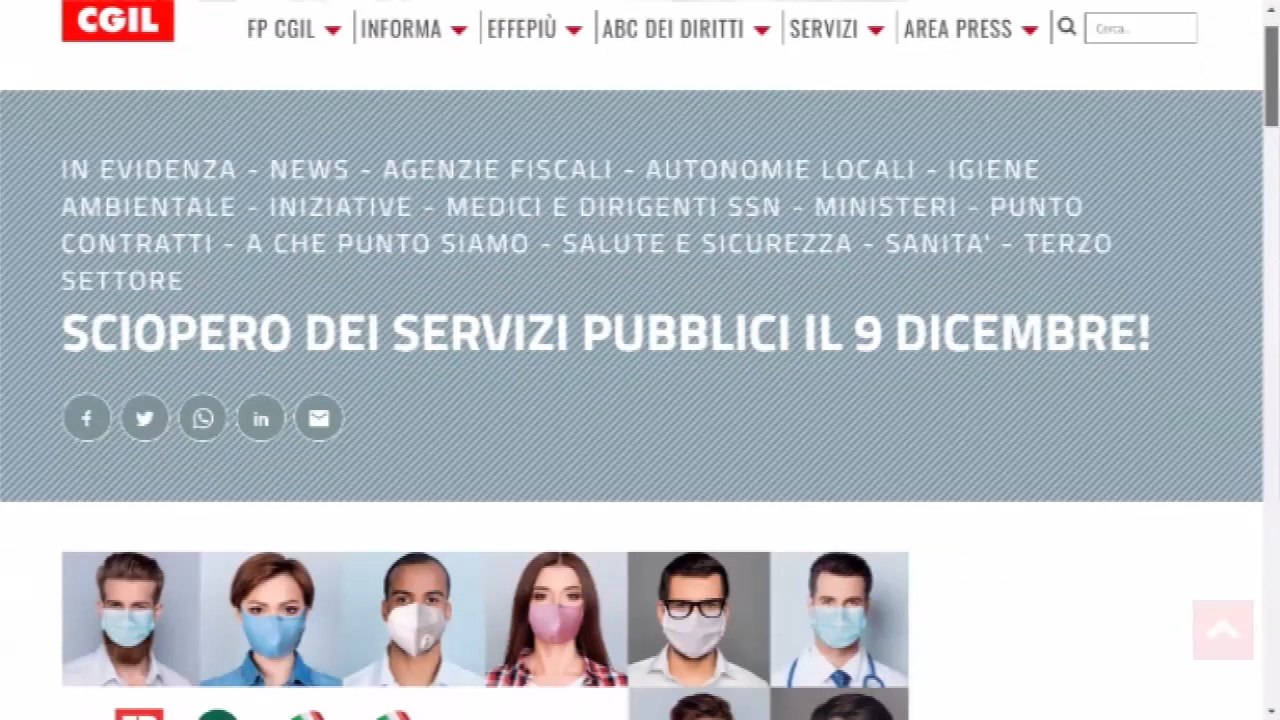 CGIL
FP CGIL
INFORMA
EFFEPIÙ
ABC DEI DIRITTI
SERVIZI
AREA PRESS
Cerca..
IN EVIDENZA - NEWS - AGENZIE FISCALI - AUTONOMIE LOCALI - IGIENE
AMBIENTALE - INIZIATIVE - MEDICI E DIRIGENTI SSN - MINISTERI - PUNTO
CONTRATTI - A CHE PUNTO SIAMO - SALUTE E SICUREZZA - SANITA' - TERZO
SETTORE
SCIOPERO DEI SERVIZI PUBBLICI IL 9 DICEMBRE!